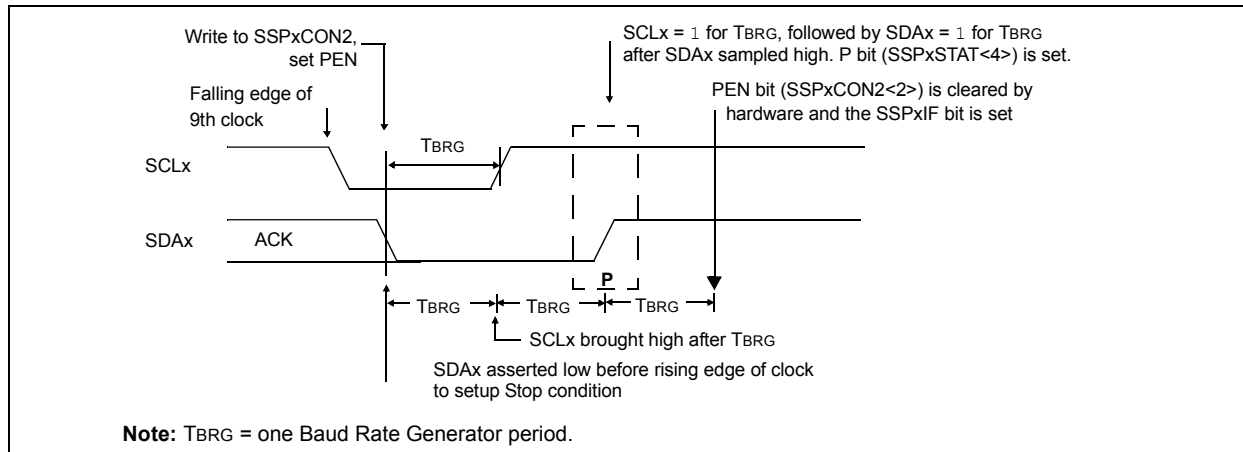 Write to SSPxCON2,
set PEN
SCLx = 1 for TBRG, followed by SDAx = 1 for TBRG
after SDAx sampled high. P bit (SSPxSTAT<4>) is set.
Falling edge of
9th clock
PEN bit (SSPxCON2<2>) is cleared by
hardware and the SSPxIF bit is set
TBRG
SCLx
SDAx
ACK
P
TBRG
TBRG
TBRG
SCLx brought high after TBRG
SDAx asserted low before rising edge of clock
to setup Stop condition
Note: TBRG = one Baud Rate Generator period.